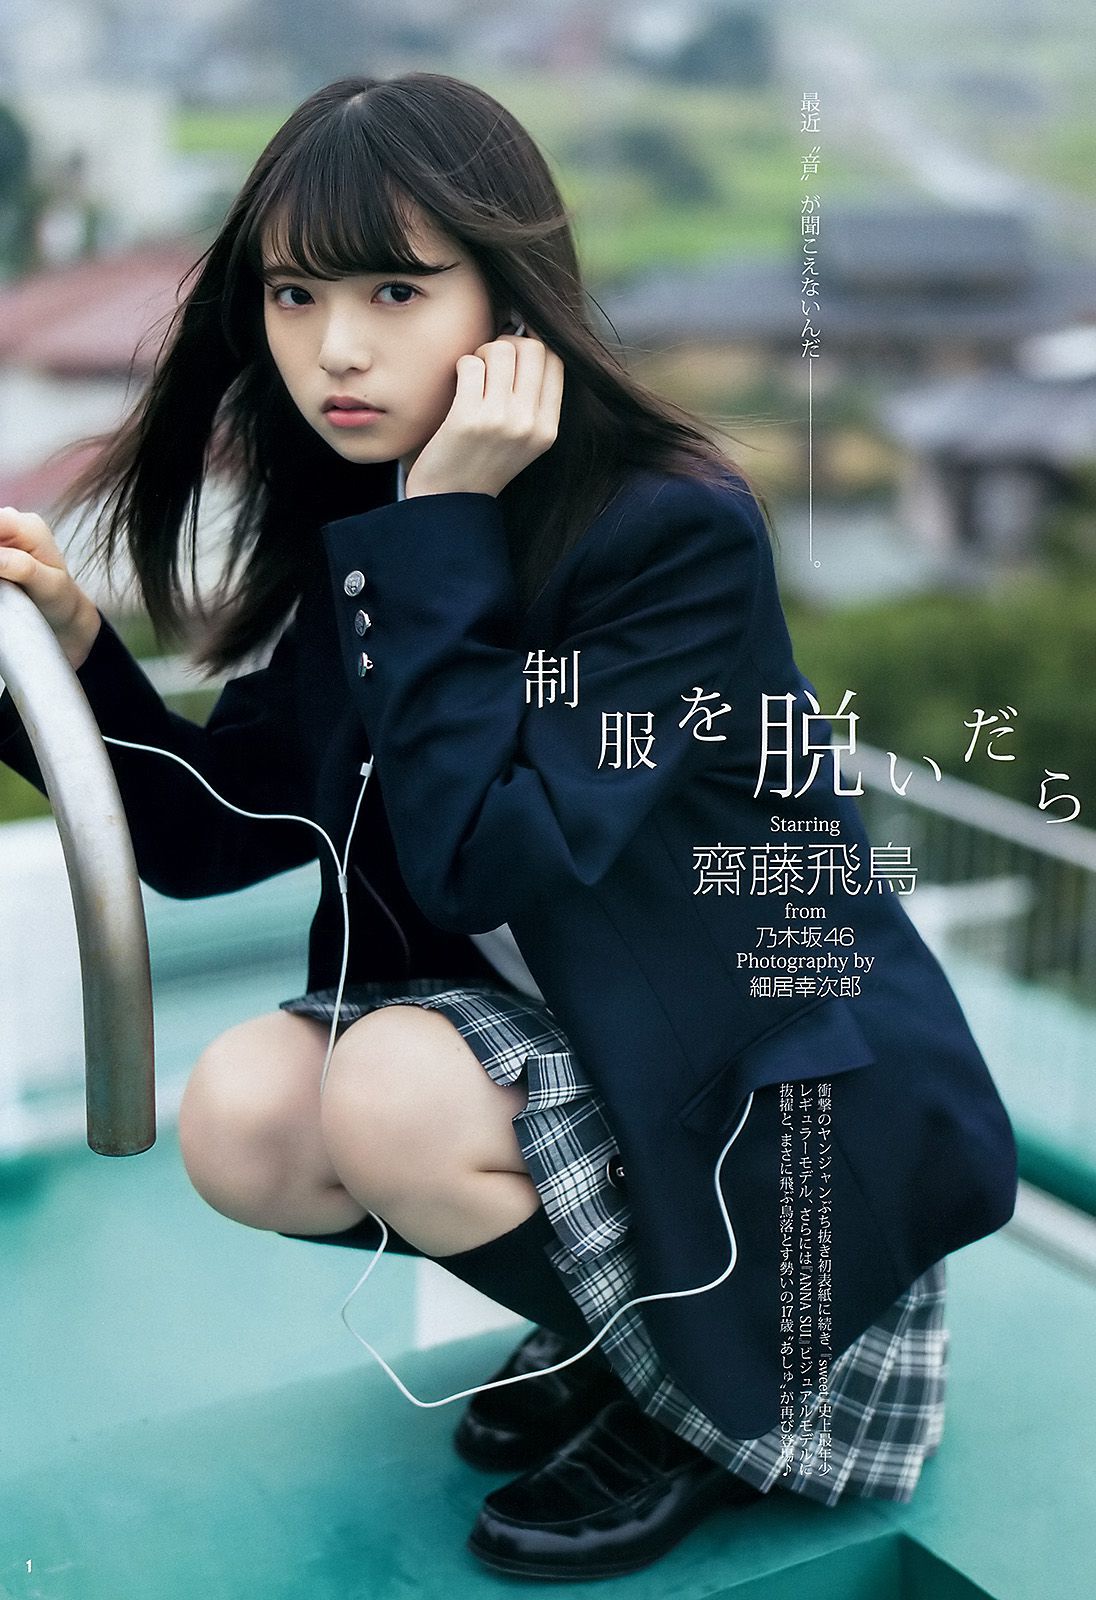 最近〝音〟が聞こえないんだ――――。
制服を脱いだら
Starring
齋藤飛鳥
from
乃木坂46
Photography by
細居幸次郎
衝撃のヤンジャンぶち抜き初表紙に続き、『sweet』史上最年少
レギュラーモデル、さらには『ANNA SUI』ビジュアルモデルに
抜擢と、まさに飛ぶ鳥落とす勢いの17歳〝あしゅ〟が再び登場♪
1